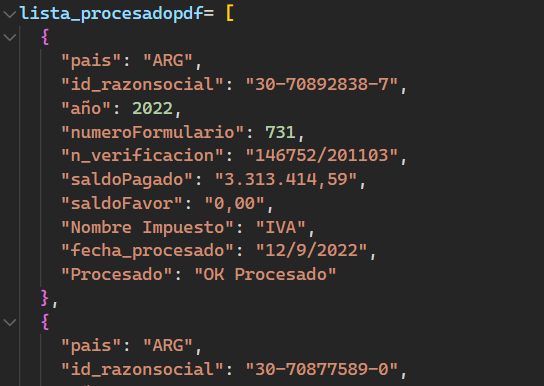 lista_procesadopdf= [
{
"pais": "ARG",
"id_razonsocial": "30-70892838-7",
"año": 2022,
"numeroFormulario": 731,
"n_verificacion": "146752/201103",
"saldoPagado": "3.313.414,59",
"saldoFavor": "0,00",
"Nombre Impuesto": "IVA",
"fecha_procesado": "12/9/2022",
"Procesado": "OK Procesado"
},
{
"pais": "ARG",
"id_razonsocial": "30-70877589-0",